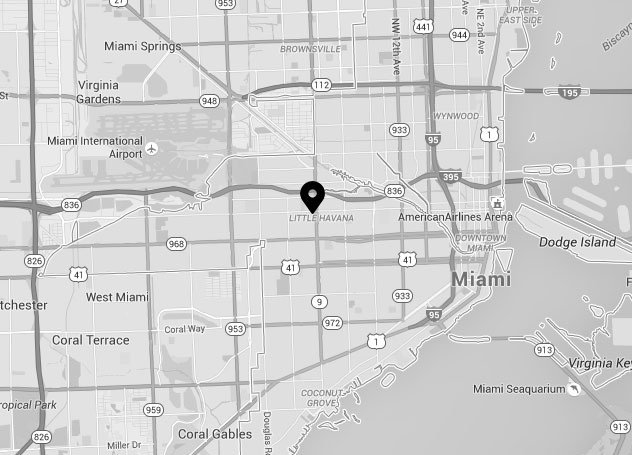 27
953
UPPER
EAST SIDE
NE 2nd Ave
441
944
NW 12th Ave
Miami Springs
BROWNSVILLE
Biscayn
Virginia
Gardens
112
195
St
948
WYNWOOD
933
1
95
Miami International
Airport
395
836
836
LITTLE HAVANA
AmericanAirlines Arena
968
DOWNTOWN
MIAMI
Dodge Island
826
41
41
41
Miami
West Miami
933
9
tchester
95
Coral Way
953
972
Coral Terrace
1
913
Virginia Key
Miami Seaquarium
COCONUT
GROVE
ropical Park
959
Douglas Ro
913
826
Coral Gables
Miller Dr
F